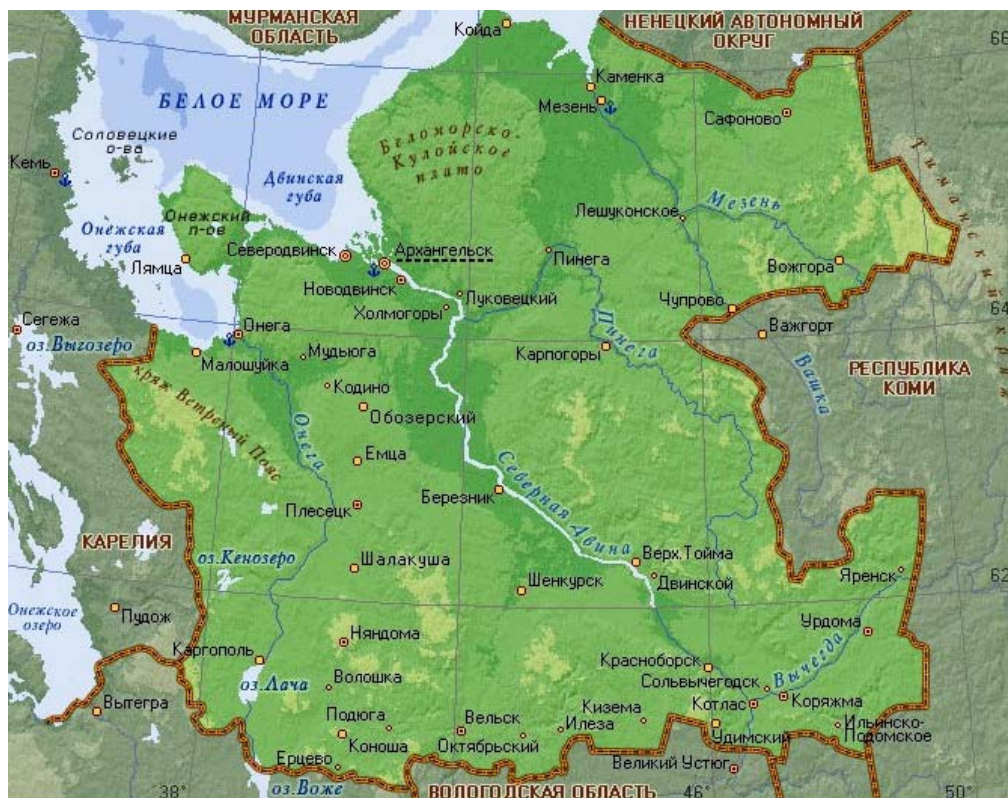 МУРМАНСКАЯ
ОБЛАСТЬ
НЕНЕЦКИЙ АВТОНОМНЫЙ
ОКРУГ
Койда
66
БЕЛОЕ МОРЕ
Каменка
Мезень
Сафоново
Соловецкие
о-ва
Беломорско-
Кулойское
плато
Тиманский
Кемь
Двинская
губа
Мезень
Онежский
п-ов
Лешуконское
Онежская
губа
Северодвинск
Архангельск
Пинега
Лямца
Вожгора
Новодвинск
Луковецкий
Холмогоры
Чупрово
64
Сегежа
Онега
Важгорт
оз.Выгозеро
Малошуйка
Мудьюга
Карпогоры
Пинега
РЕСПУБЛИКА
КОМИ
Вашка
кряж Ветреный Пояс
Кодино
Обозерский
Онега
Емца
Березник
Северная Двина
Плесецк
КАРЕЛИЯ
оз.Кенозеро
Шалакуша
Верх.Тойма
Двинской
Яренск
62
Шенкурск
Онежское
озеро
Пудож
Урдома
Няндома
Каргополь
Красноборск
Вычегда
оз.Лача
Волошка
Сольвычегодск
Вытегра
Котлас
Коряжма
Подюга
Вельск
Кизема
Илеза
Коноша
Октябрьский
Удимский
Ильинско-
Подомское
Ерцево
Великий Устюг
38°
оз.Воже
ВОЛОГОДСКАЯ ОБЛАСТЬ
46°
50°